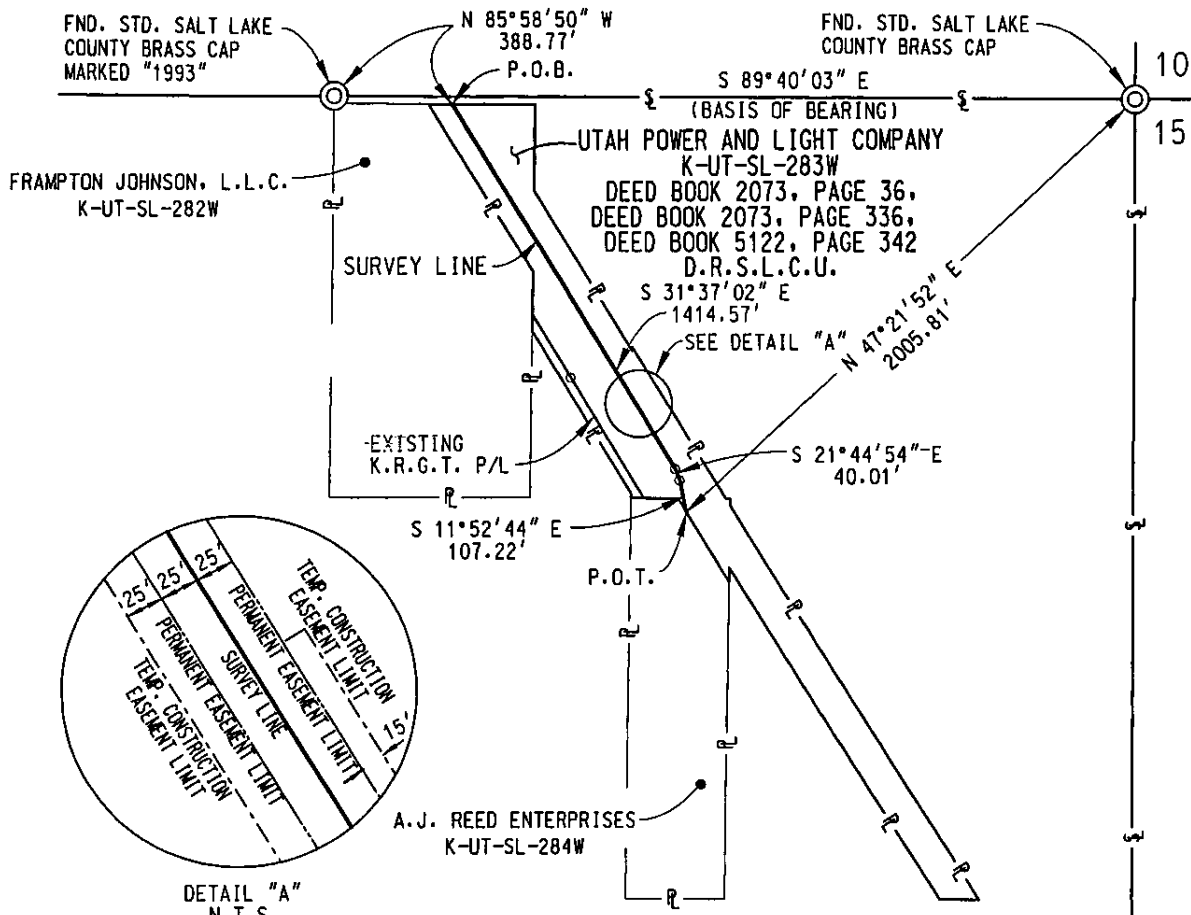 FND. STD. SALT LAKE
COUNTY BRASS CAP
MARKED "1993"
N 85°58'50" W
388.77'
P.O.B.
FND. STD. SALT LAKE
COUNTY BRASS CAP
10
15
S 89°40'03" E
(BASIS OF BEARING)
UTAH POWER AND LIGHT COMPANY
K-UT-SL-283W
DEED BOOK 2073, PAGE 36,
DEED BOOK 2073, PAGE 336,
DEED BOOK 5122, PAGE 342
D.R.S.L.C.U.
FRAMPTON JOHNSON, L.L.C.
K-UT-SL-282W
SURVEY LINE
S 31°37'02" E
1414.57'
SEE DETAIL "A"
N 47°21'52" E
2005.81'
EXISTING
K.R.G.T. P/L
S 21°44'54" E
40.01'
S 11°52'44" E
107.22'
P.O.T.
25'
25'
25'
TEMP. CONSTRUCTION
EASEMENT LIMIT
PERMANENT EASEMENT LIMIT
SURVEY LINE
PERMANENT EASEMENT LIMIT
TEMP. CONSTRUCTION
EASEMENT LIMIT
15'
A.J. REED ENTERPRISES
K-UT-SL-284W
DETAIL "A"
N.T.S.